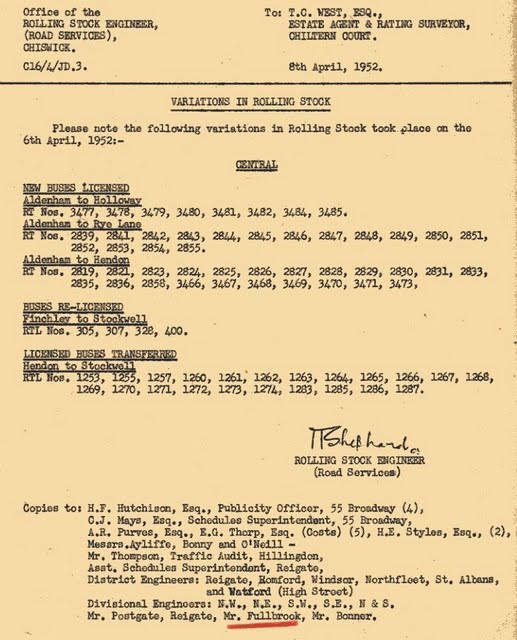 Office of the
ROLLING STOCK ENGINEER,
(ROAD SERVICES),
CHISWICK.
C16/4/JD.3.
To: T.C. WEST, ESQ.,
ESTATE AGENT & RATING SURVEYOR,
CHILTERN COURT.
8th April, 1952.
VARIATIONS IN ROLLING STOCK
Please note the following variations in Rolling Stock took place on the
6th April, 1952:-
CENTRAL
NEW BUSES LICENSED
Aldenham to Holloway
RT Nos. 3477, 3478, 3479, 3480, 3481, 3482, 3484, 3485.
Aldenham to Rye Lane
RT Nos. 2839, 2841, 2842, 2843, 2844, 2845, 2846, 2847, 2848, 2849, 2850, 2851,
2852, 2853, 2854, 2855.
Aldenham to Hendon
RT Nos. 2819, 2821, 2823, 2824, 2825, 2826, 2827, 2828, 2829, 2830, 2831, 2833,
2835, 2836, 2858, 3466, 3467, 3468, 3469, 3470, 3471, 3473,
BUSES RE-LICENSED
Finchley to Stockwell
RTL Nos. 305, 307, 328, 400.
LICENSED BUSES TRANSFERRED
Hendon to Stockwell
RTL Nos. 1253, 1255, 1257, 1260, 1261, 1262, 1263, 1264, 1265, 1266, 1267, 1268,
1269, 1270, 1271, 1272, 1273, 1274, 1283, 1285, 1286, 1287.
ROLLING STOCK ENGINEER
(Road Services)
Copies to: H.F. Hutchison, Esq., Publicity Officer, 55 Broadway (4),
C.J. Mays, Esq., Schedules Superintendent, 55 Broadway,
A.R. Purves, Esq., E.G. Thorp, Esq. (Costs) (5), H.E. Styles, Esq., (2),
Messrs. Ayliffe, Bonny and O'Neill -
Mr. Thompson, Traffic Audit, Hillingdon,
Asst. Schedules Superintendent, Reigate,
District Engineers: Reigate, Romford, Windsor, Northfleet, St. Albans,
and Watford (High Street)
Divisional Engineers: N.W., N.E., S.W., S.E., N & S.
Mr. Postgate, Reigate, Mr. Fullbrook, Mr. Bonner.